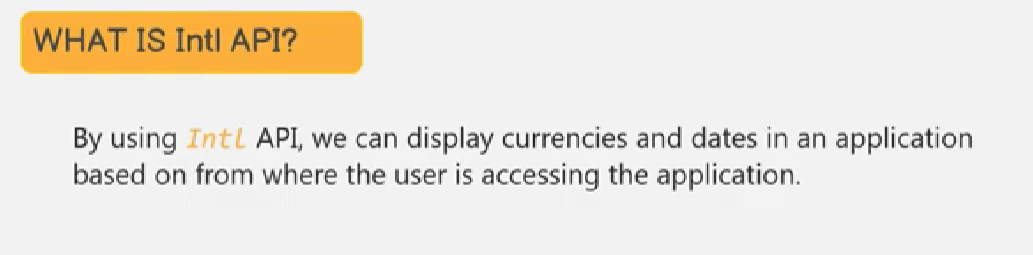 WHAT IS Intl API?
By using Intl API, we can display currencies and dates in an application
based on from where the user is accessing the application.